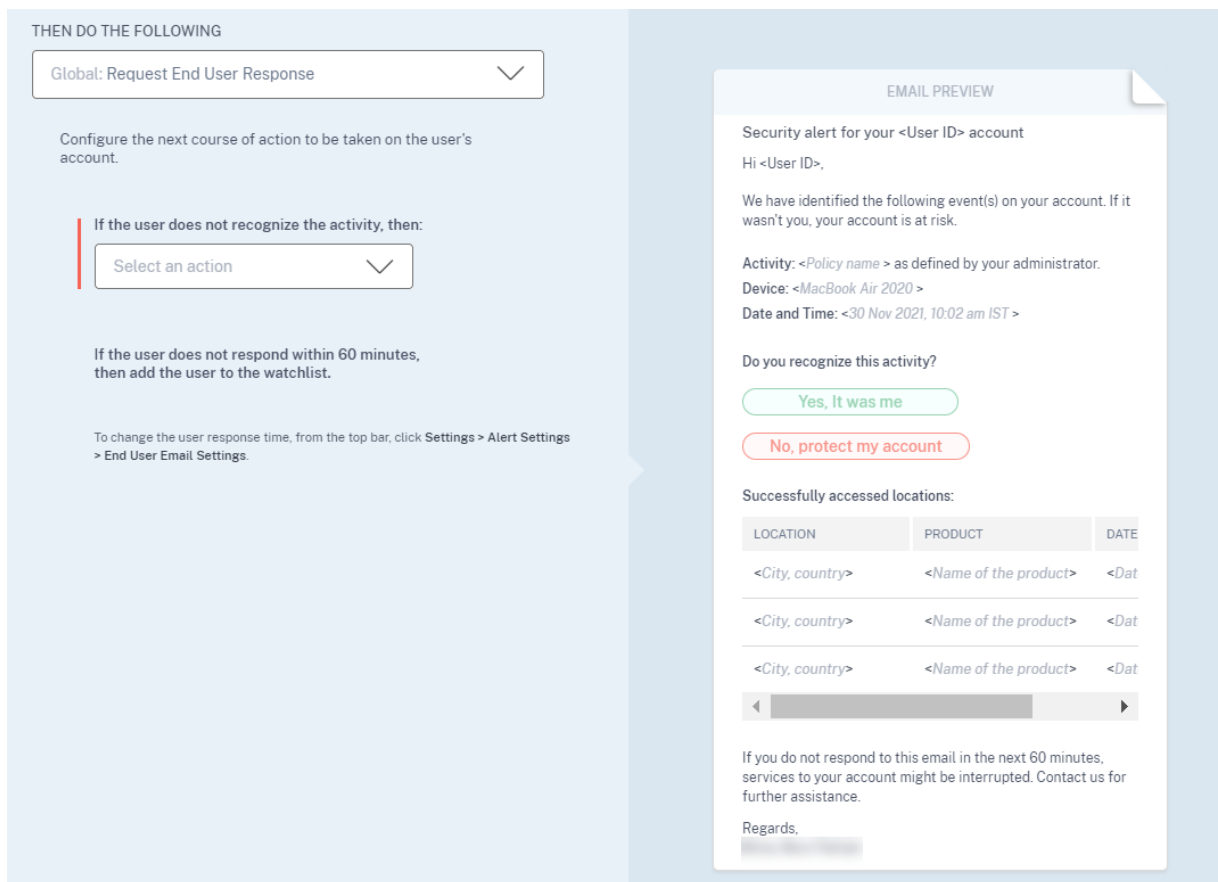 THEN DO THE FOLLOWING
Global: Request End User Response
Configure the next course of action to be taken on the user's
account.
If the user does not recognize the activity, then:
Select an action
If the user does not respond within 60 minutes,
then add the user to the watchlist.
To change the user response time, from the top bar, click Settings > Alert Settings
> End User Email Settings.
EMAIL PREVIEW
Security alert for your <User ID> account
Hi <User ID>,
We have identified the following event(s) on your account. If it
wasn't you, your account is at risk.
Activity: <Policy name > as defined by your administrator.
Device: <MacBook Air 2020 >
Date and Time: <30 Nov 2021, 10:02 am IST >
Do you recognize this activity?
Yes, It was me
No, protect my account
Successfully accessed locations:
LOCATION PRODUCT DATE
<City, country> <Name of the product> <Dat
<City, country> <Name of the product> <Dat
<City, country> <Name of the product> <Dat
If you do not respond to this email in the next 60 minutes,
services to your account might be interrupted. Contact us for
further assistance.
Regards,